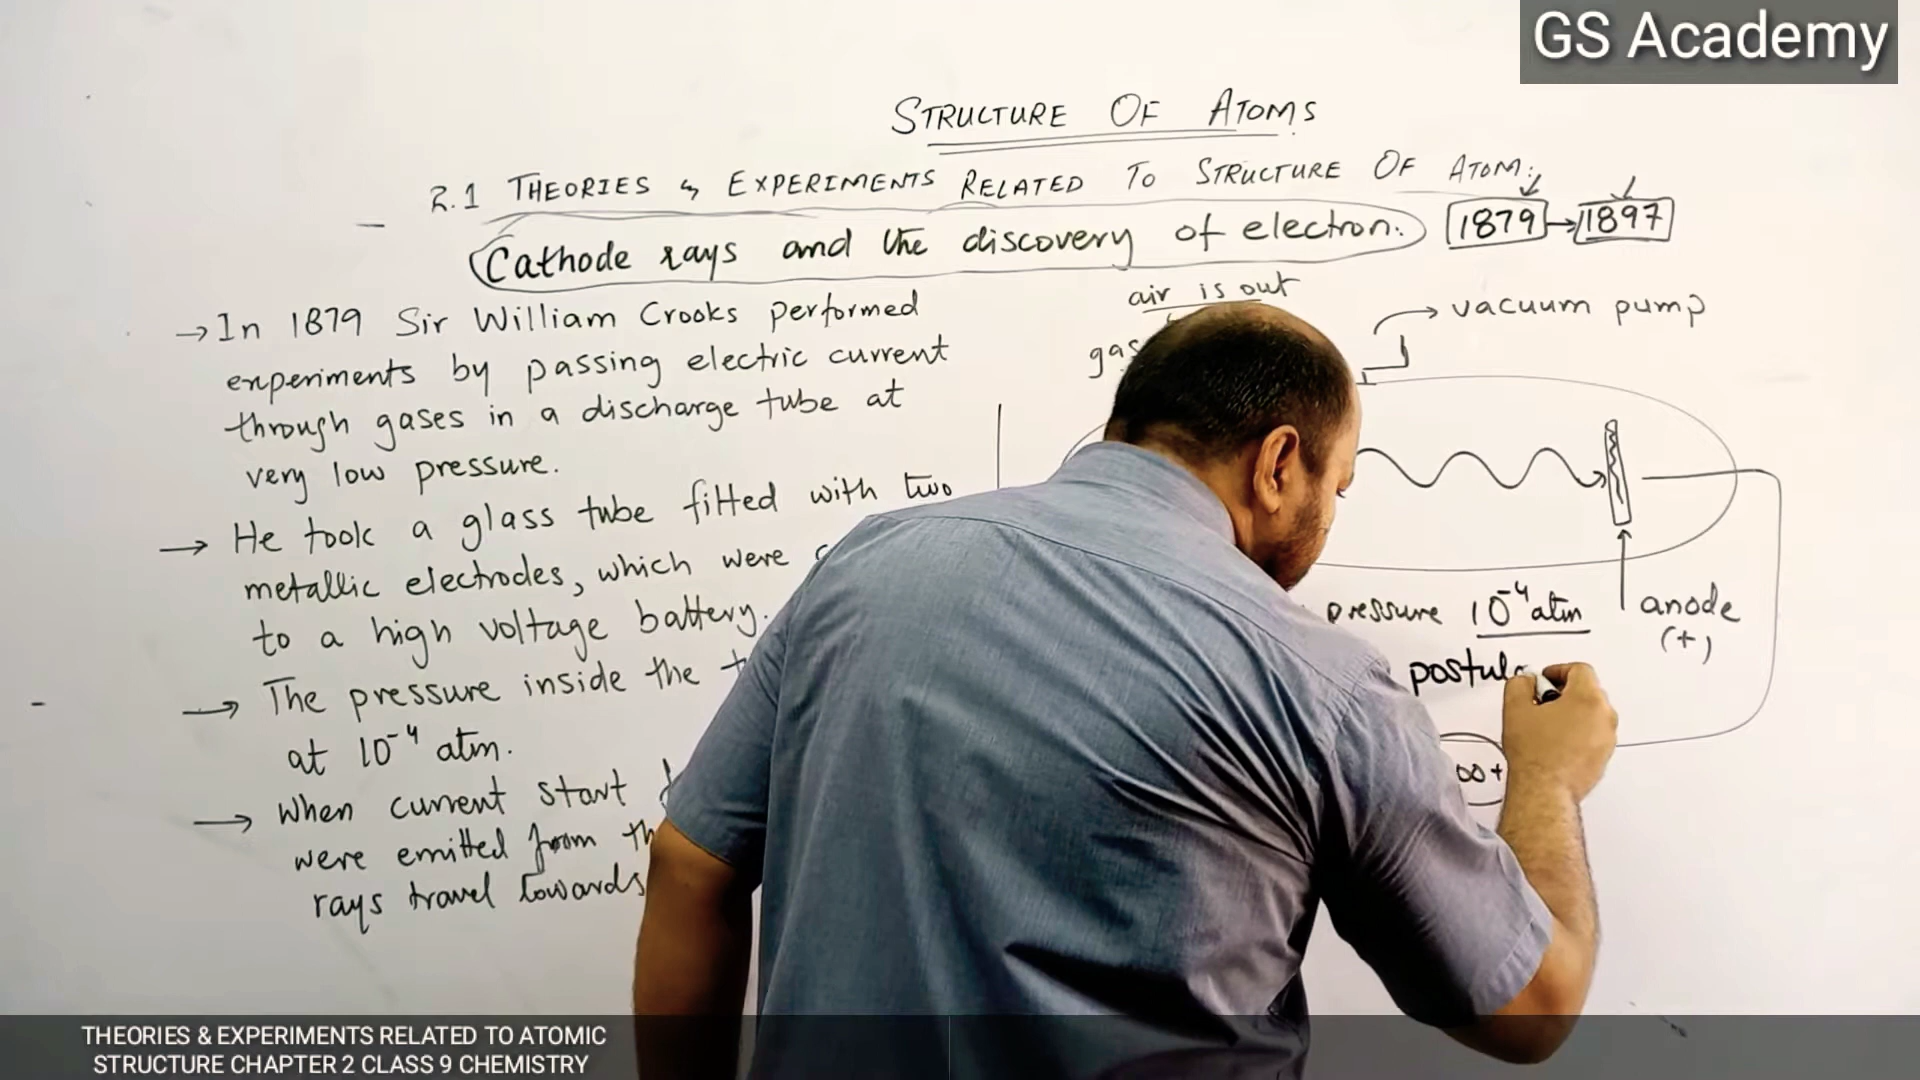 GS Academy
STRUCTURE OF ATOMS
2.1 THEORIES & EXPERIMENTS RELATED TO STRUCTURE OF ATOM:
Cathode rays and the discovery of electron. 1879 → 1897
→ In 1879 Sir William Crooks performed
experiments by passing electric current
through gases in a discharge tube at
very low pressure.
→ He took a glass tube fitted with two
metallic electrodes, which were
to a high voltage battery.
→ The pressure inside the
at 10⁻⁴ atm.
→ When current start
were emitted from
rays travel towards
air is out
gas
vacuum pump
pressure 10⁻⁴ atm
anode
(+)
postul
THEORIES & EXPERIMENTS RELATED TO ATOMIC
STRUCTURE CHAPTER 2 CLASS 9 CHEMISTRY